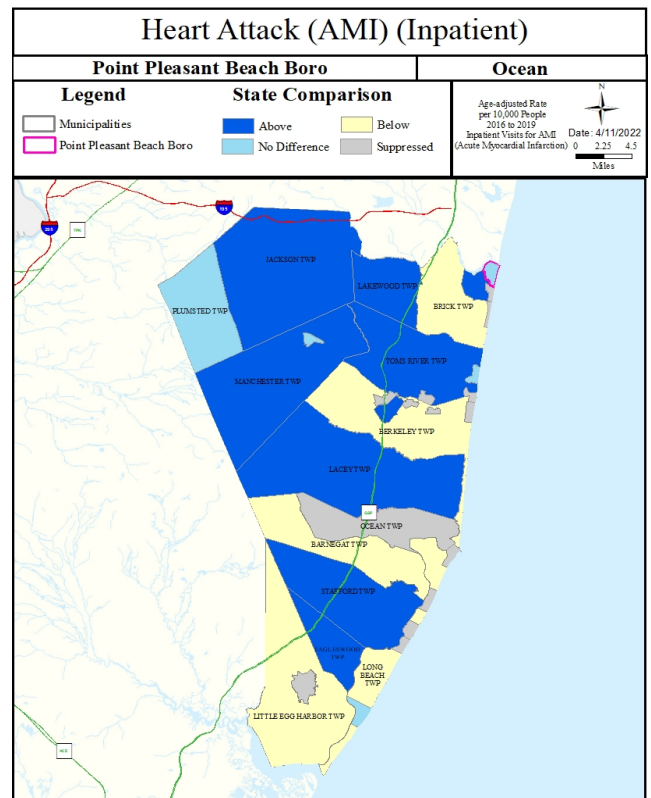 Heart Attack (AMI) (Inpatient)
Point Pleasant Beach Boro
Ocean
Legend
Municipalities
Point Pleasant Beach Boro
State Comparison
Above
Below
No Difference
Suppressed
Age-adjusted Rate
per 10,000 People
2016 to 2019
Inpatient Visits for AMI
(Acute Myocardial Infarction)
N
Date: 4/11/2022
0 2.25 4.5
Miles
195
JACKSON TWP
LAKEWOOD TWP
PLUMSTED TWP
BRICK TWP
TOMS RIVER TWP
MANCHESTER TWP
BERKELEY TWP
LACEY TWP
OCEAN TWP
BARNEGAT TWP
STAFFORD TWP
EAGLESWOOD
TWP
LONG
BEACH
TWP
LITTLE EGG HARBOR TWP